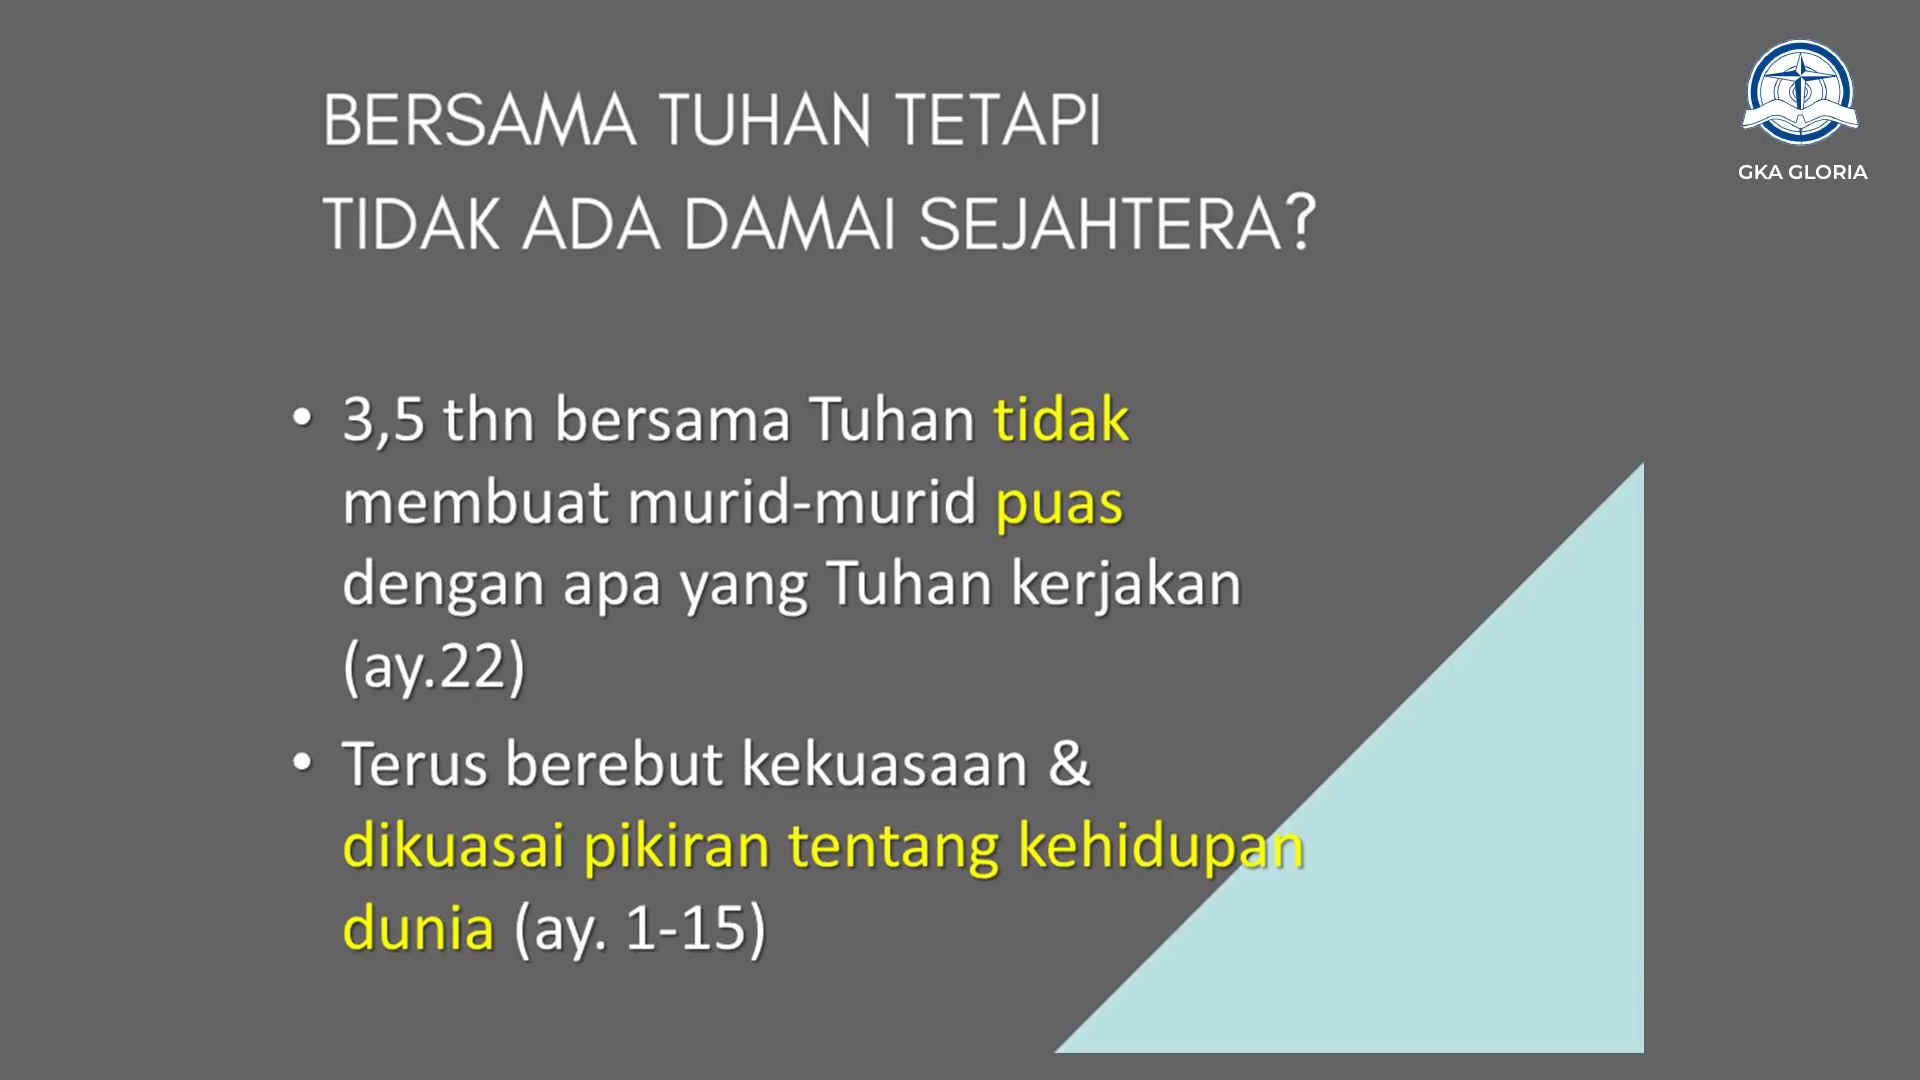 BERSAMA TUHAN TETAPI
TIDAK ADA DAMAI SEJAHTERA?
GKA GLORIA
• 3,5 thn bersama Tuhan tidak
membuat murid-murid puas
dengan apa yang Tuhan kerjakan
(ay.22)
• Terus berebut kekuasaan &
dikuasai pikiran tentang kehidupan
dunia (ay. 1-15)